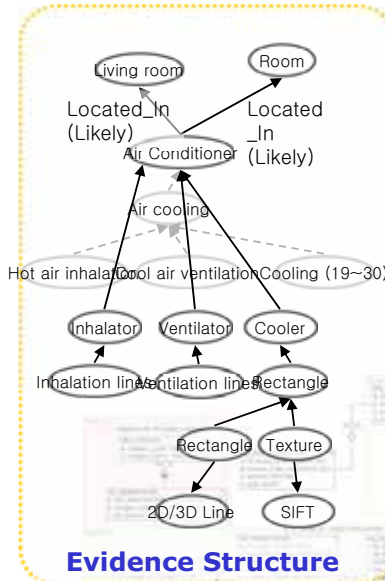 Living room
Room
Located_In
(Likely)
Located
_In
(Likely)
Air Conditioner
Air cooling
Hot air inhalation
Cool air ventilation
Cooling (19~30)
Inhalator
Ventilator
Cooler
Inhalation lines
Ventilation lines
Rectangle
Rectangle
Texture
2D/3D Line
SIFT
Evidence Structure